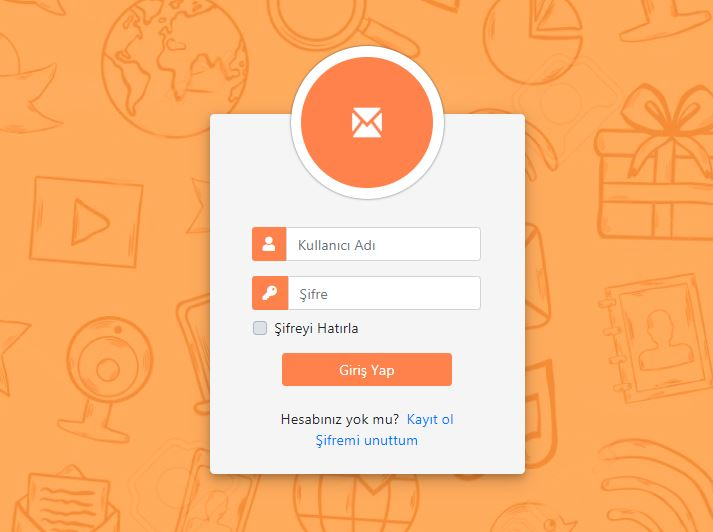 Kullanıcı Adı
Şifre
Şifreyi Hatırla
Giriş Yap
Hesabınız yok mu? Kayıt ol
Şifremi unuttum